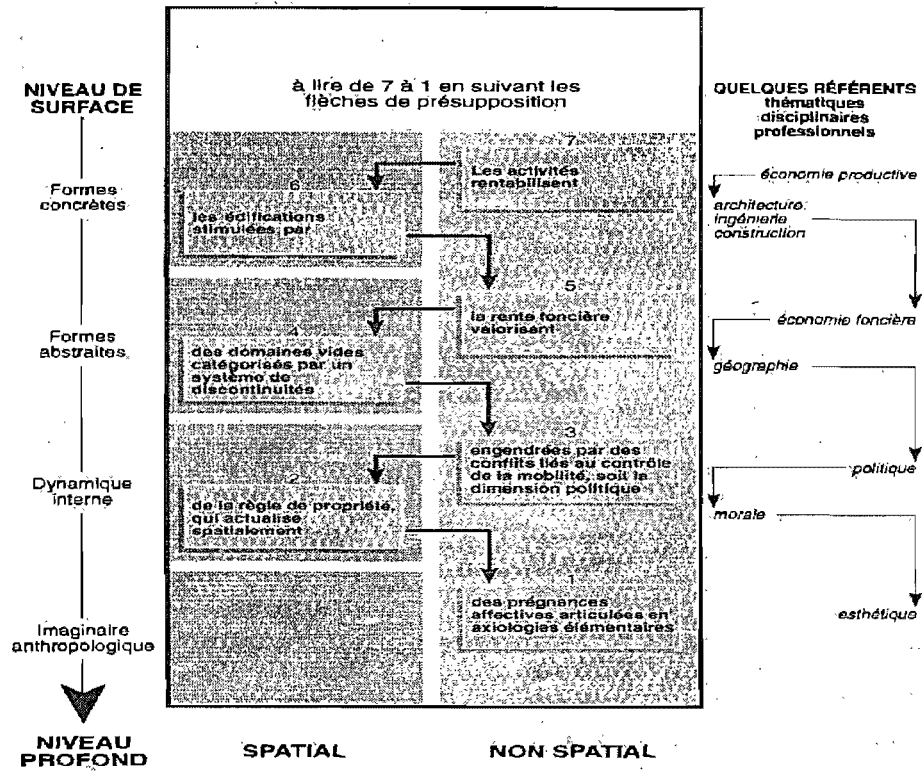 à lire de 7 à 1 en suivant les
flèches de présupposition
NIVEAU DE
SURFACE
Formes
concrètes
Formes
abstraites
Dynamique
interne
Imaginaire
anthropologique
NIVEAU
PROFOND
7
Les activités
rentabilisent
6
les édifications
stimulées par
5
la rente foncière
valorisent
4
des domaines vides
catégorisés par un
système de
discontinuités
3
engendrées par des
conflits liés au contrôle
de la mobilité, soit la
dimension politique
2
de la règle de propriété,
qui actualise
spatialement
1
des prégnances
affectives articulées en
axiologies élémentaires
SPATIAL
NON SPATIAL
QUELQUES RÉFÉRENTS
thématiques
disciplinaires
professionnels
économie productive
architecture
ingénierie
construction
économie foncière
géographie
politique
morale
esthétique